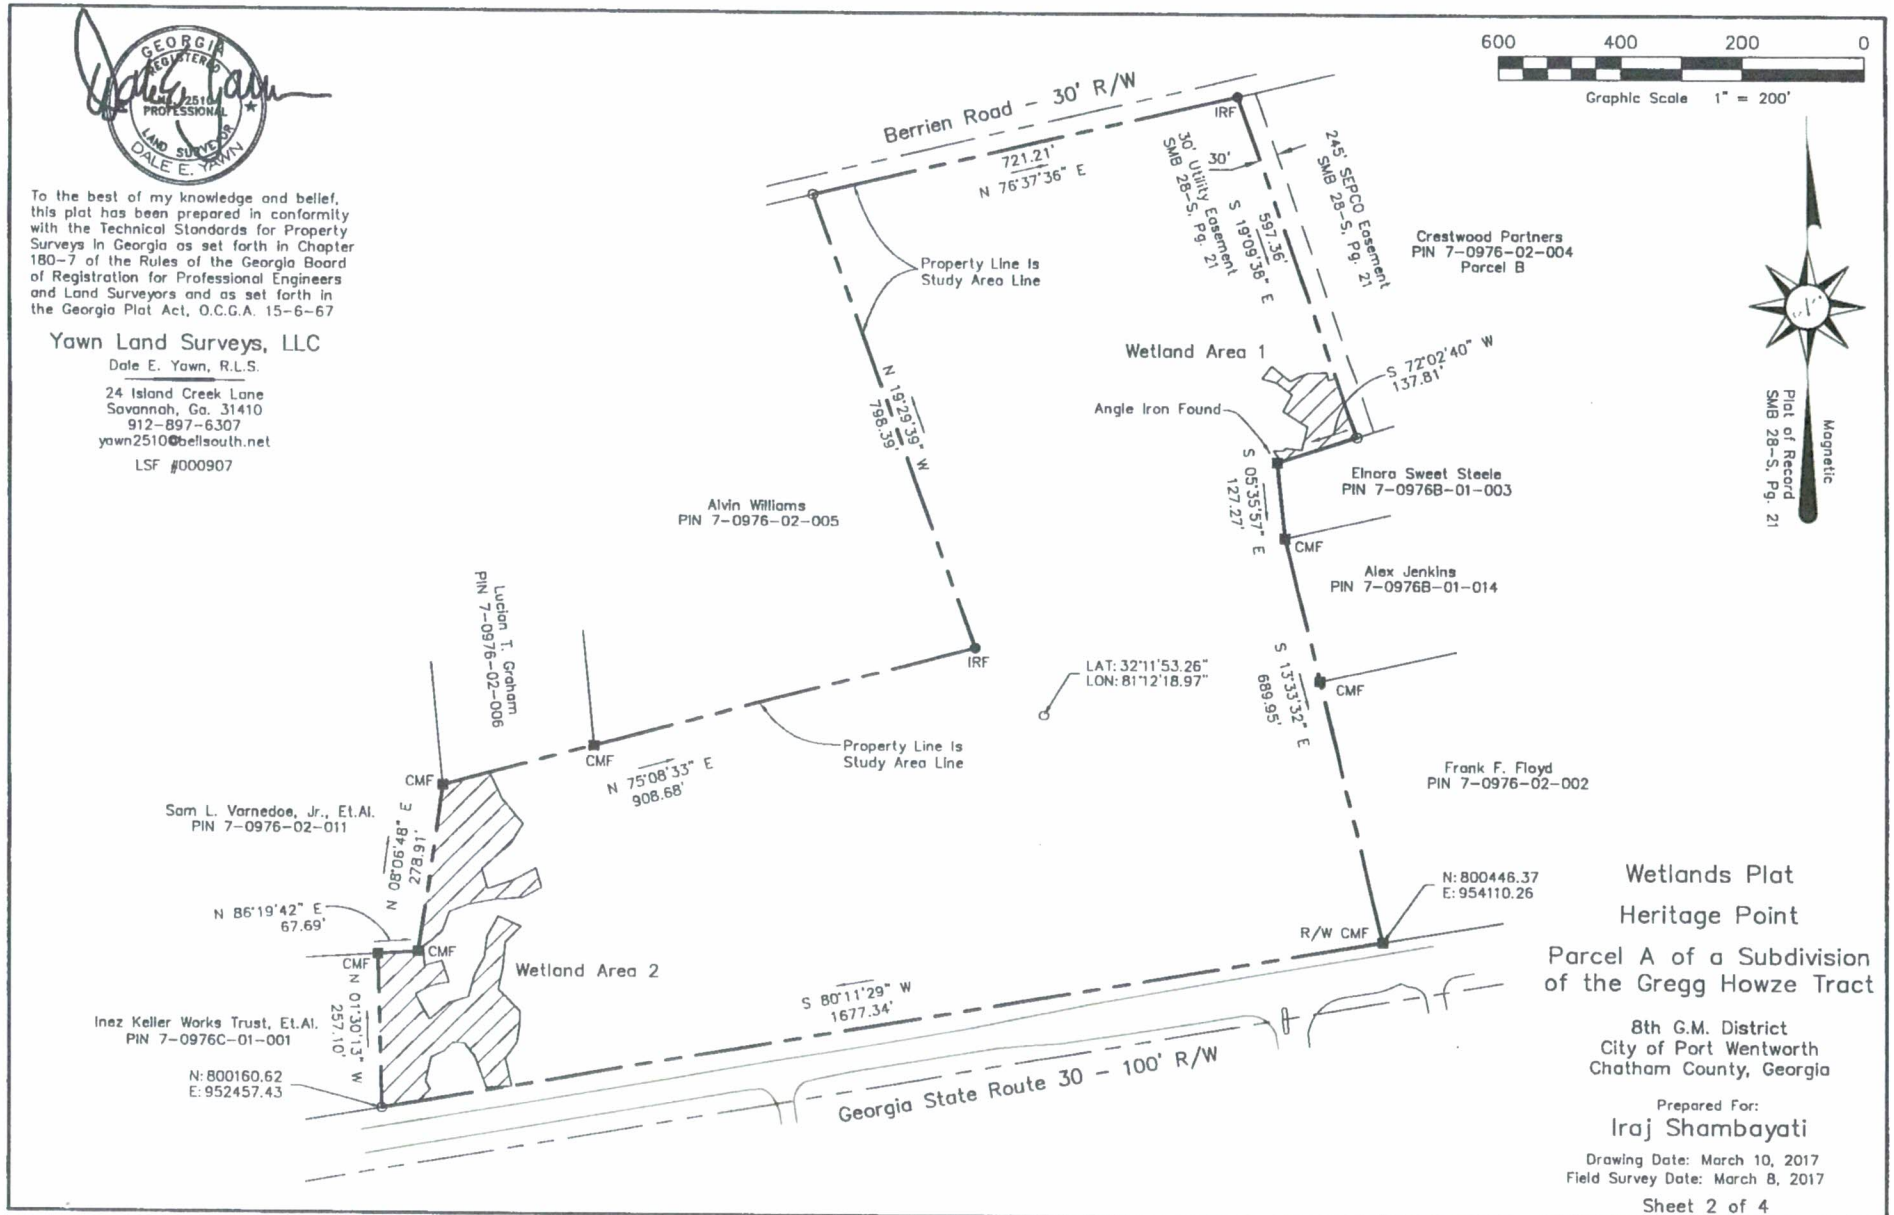 GEORGIA
REGISTERED
2510
PROFESSIONAL
LAND SURVEYOR
DALE E. YAWN
To the best of my knowledge and belief,
this plat has been prepared in conformity
with the Technical Standards for Property
Surveys in Georgia as set forth in Chapter
180-7 of the Rules of the Georgia Board
of Registration for Professional Engineers
and Land Surveyors and as set forth in
the Georgia Plat Act, O.C.G.A. 15-6-67
Yawn Land Surveys, LLC
Dale E. Yawn, R.L.S.
24 Island Creek Lane
Savannah, Ga. 31410
912-897-6307
yawn2510@bellsouth.net
LSF #000907
600 400 200 0
Graphic Scale 1" = 200'
Berrien Road - 30' R/W
IRF
721.21'
N 76°37'36" E
30'
30' Utility Easement
SMB 28-S, Pg. 21
597.36'
S 19°09'38" E
245' SEPCO Easement
SMB 28-S, Pg. 21
Crestwood Partners
PIN 7-0976-02-004
Parcel B
Property Line Is
Study Area Line
Magnetic
Plat of Record
SMB 28-S, Pg. 21
Wetland Area 1
S 72°02'40" W
137.81'
Angle Iron Found
N 19°29'39" W
798.39'
S 05°35'57" E
127.27'
Elnora Sweet Steele
PIN 7-0976B-01-003
CMF
Alvin Williams
PIN 7-0976-02-005
Alex Jenkins
PIN 7-0976B-01-014
Lucian T. Graham
PIN 7-0976-02-006
IRF
LAT: 32°11'53.26"
LON: 81°12'18.97"
S 13°33'32" E
689.95'
CMF
CMF
N 75°08'33" E
908.68'
Property Line Is
Study Area Line
Frank F. Floyd
PIN 7-0976-02-002
CMF
Sam L. Varnedoe, Jr., Et.Al.
PIN 7-0976-02-011
N 08°06'48" E
278.91'
N 86°19'42" E
67.69'
CMF
CMF
Wetland Area 2
N 01°30'13" W
257.10'
Inez Keller Works Trust, Et.Al.
PIN 7-0976C-01-001
N: 800160.62
E: 952457.43
S 80°11'29" W
1677.34'
R/W CMF
N: 800446.37
E: 954110.26
Georgia State Route 30 - 100' R/W
Wetlands Plat
Heritage Point
Parcel A of a Subdivision
of the Gregg Howze Tract
8th G.M. District
City of Port Wentworth
Chatham County, Georgia
Prepared For:
Iraj Shambayati
Drawing Date: March 10, 2017
Field Survey Date: March 8, 2017
Sheet 2 of 4